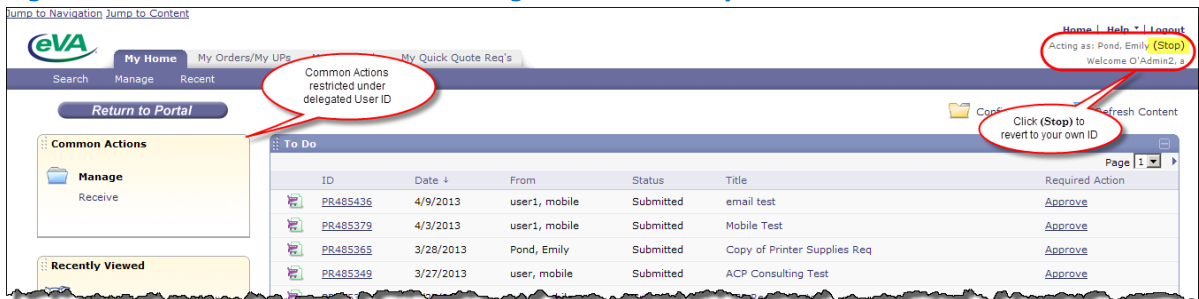 Jump to Navigation Jump to Content
Home | Help | Logout
eVA
Acting as: Pond, Emily (Stop)
My Home My Orders/My UPs My Quick Quote Req's
Welcome O'Admin2, a
Search Manage Recent
Common Actions
restricted under
delegated User ID
Return to Portal
Refresh Content
Click (Stop) to
revert to your own ID
Common Actions
To Do
Page 1
Manage
ID Date From Status Title Required Action
Receive
PR485436 4/9/2013 user1, mobile Submitted email test Approve
PR485379 4/3/2013 user1, mobile Submitted Mobile Test Approve
PR485365 3/28/2013 Pond, Emily Submitted Copy of Printer Supplies Req Approve
Recently Viewed
PR485349 3/27/2013 user, mobile Submitted ACP Consulting Test Approve